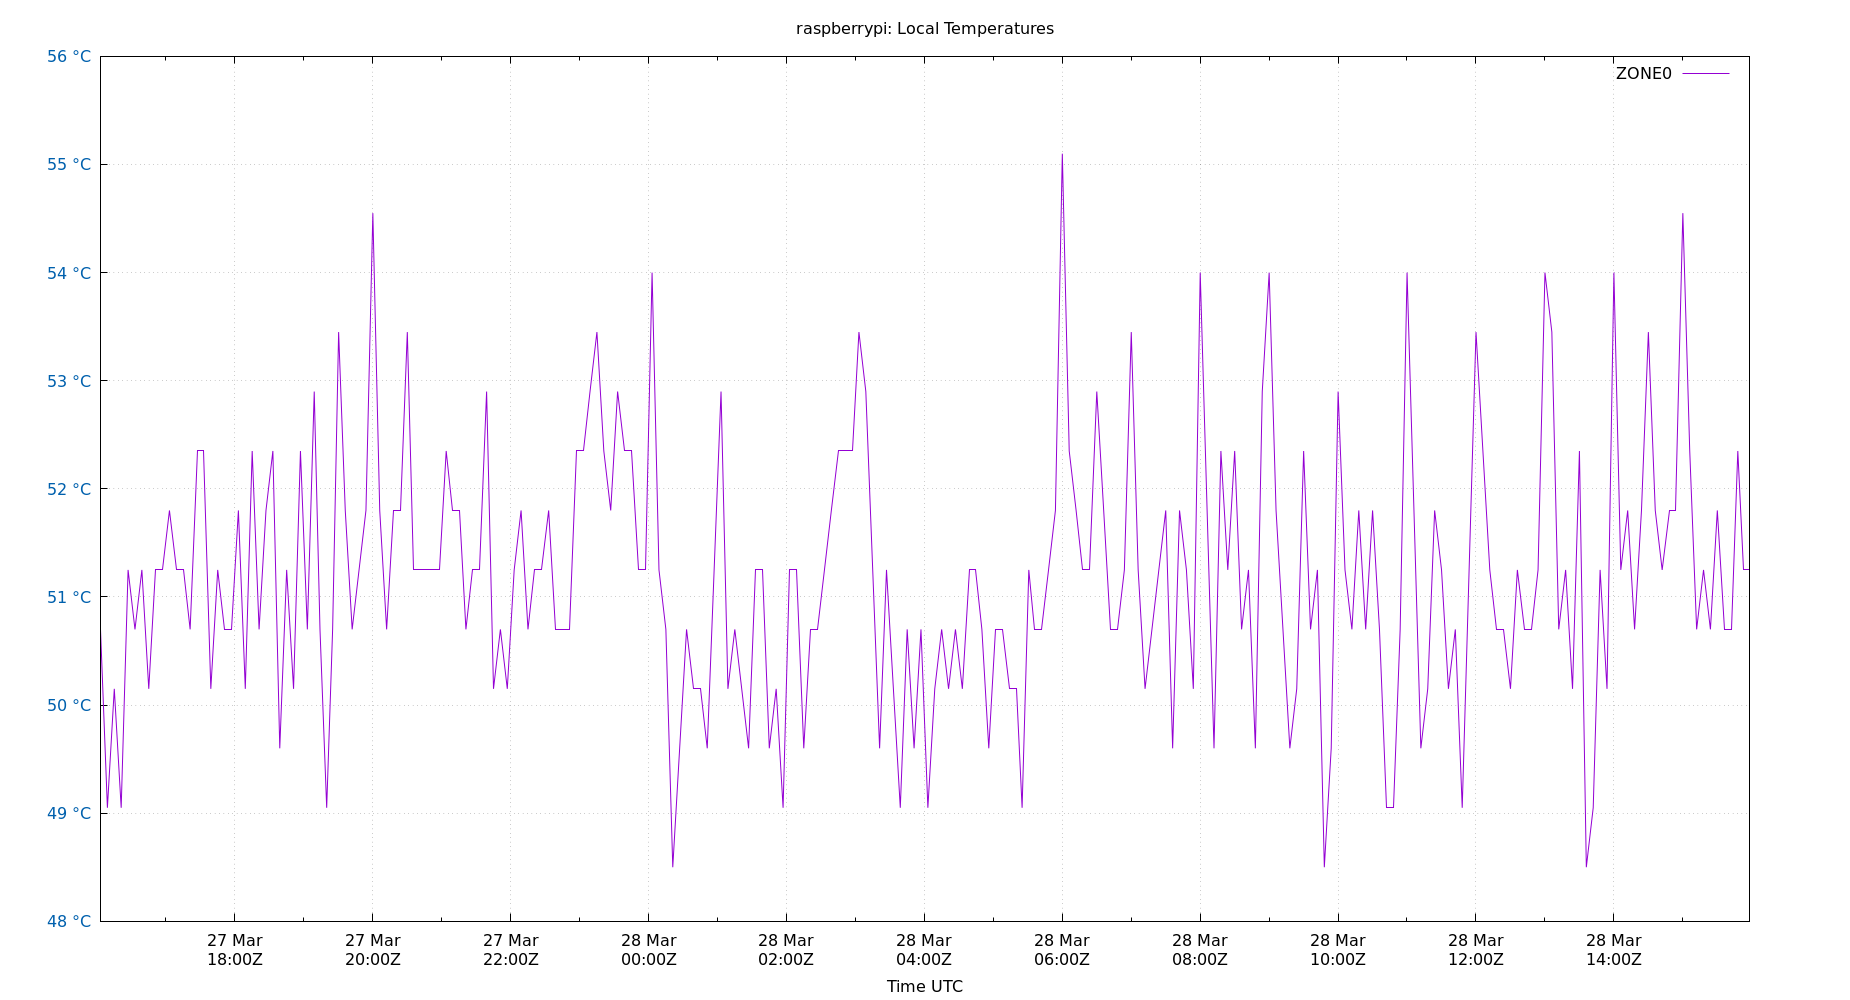 raspberrypi: Local Temperatures
56 °C
ZONE0
55 °C
54 °C
53 °C
52 °C
51 °C
50 °C
49 °C
48 °C
27 Mar 27 Mar 27 Mar 28 Mar 28 Mar 28 Mar 28 Mar 28 Mar 28 Mar 28 Mar 28 Mar
18:00Z 20:00Z 22:00Z 00:00Z 02:00Z 04:00Z 06:00Z 08:00Z 10:00Z 12:00Z 14:00Z
Time UTC